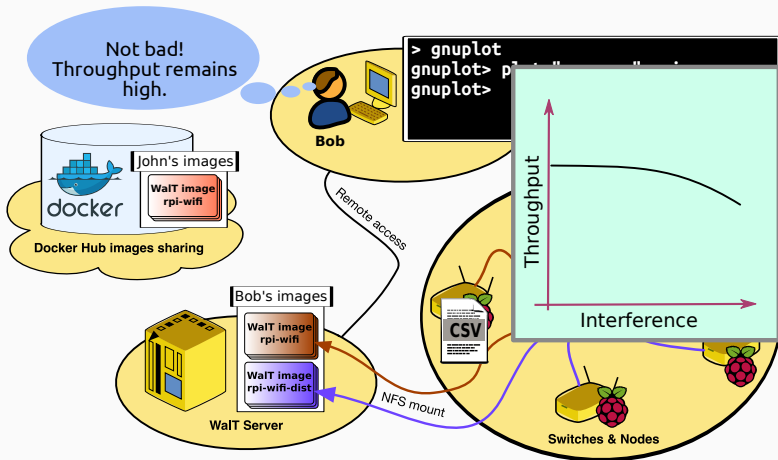 Not bad!
Throughput remains
high.
> gnuplot
gnuplot>
gnuplot>
Bob
John's images
WalT image
rpi-wifi
docker
Docker Hub images sharing
Remote access
Throughput
Interference
CSV
Bob's images
WalT image
rpi-wifi
WalT image
rpi-wifi-dist
NFS mount
WalT Server
Switches & Nodes